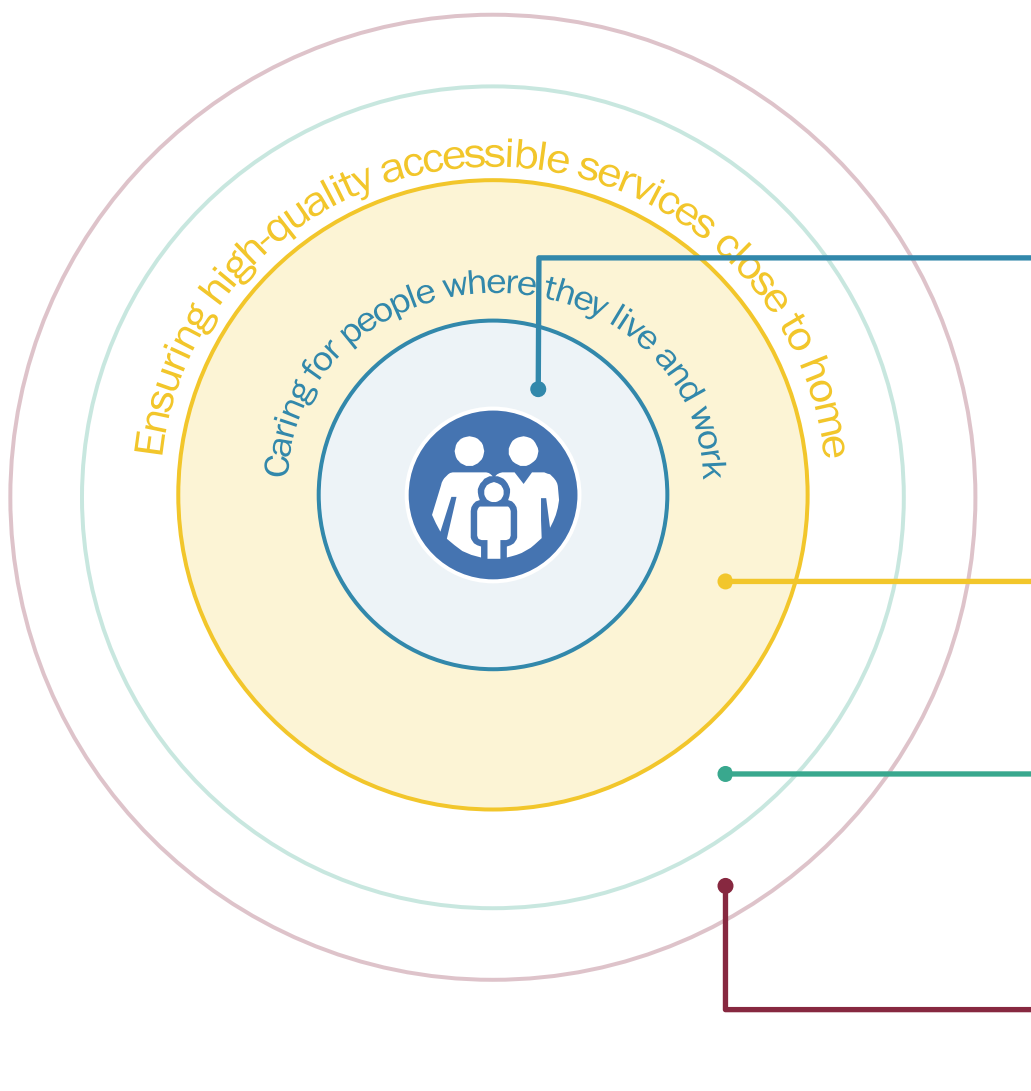 Ensuring high-quality accessible services close to home
Caring for people where they live and work